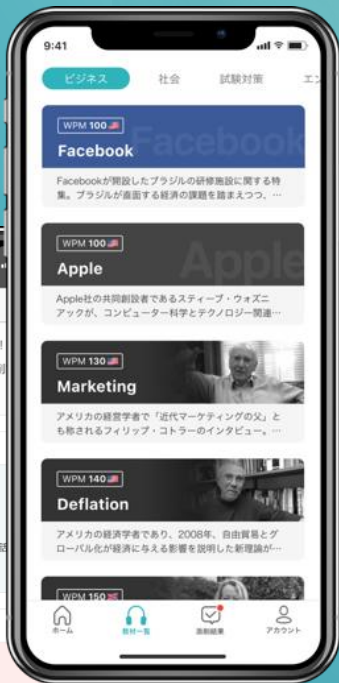 9:41
ビジネス
社会
試験対策
エン
WPM 100
Facebook
Facebook
Facebookが開設したブラジルの研修施設に関する特
集。ブラジルが直面する経済の課題を踏まえつつ、…
WPM 100
Apple
Apple
Apple社の共同創設者であるスティーブ・ウォズニ
アックが、コンピューター科学とテクノロジー関連…
WPM 130
Marketing
アメリカの経営学者で「近代マーケティングの父」と
も称されるフィリップ・コトラーのインタビュー。…
WPM 140
Deflation
アメリカの経済学者であり、2008年、自由貿易とグ
ローバル化が経済に与える影響を説明した新理論が…
WPM 150
ホーム
教材一覧
添削結果
アカウント